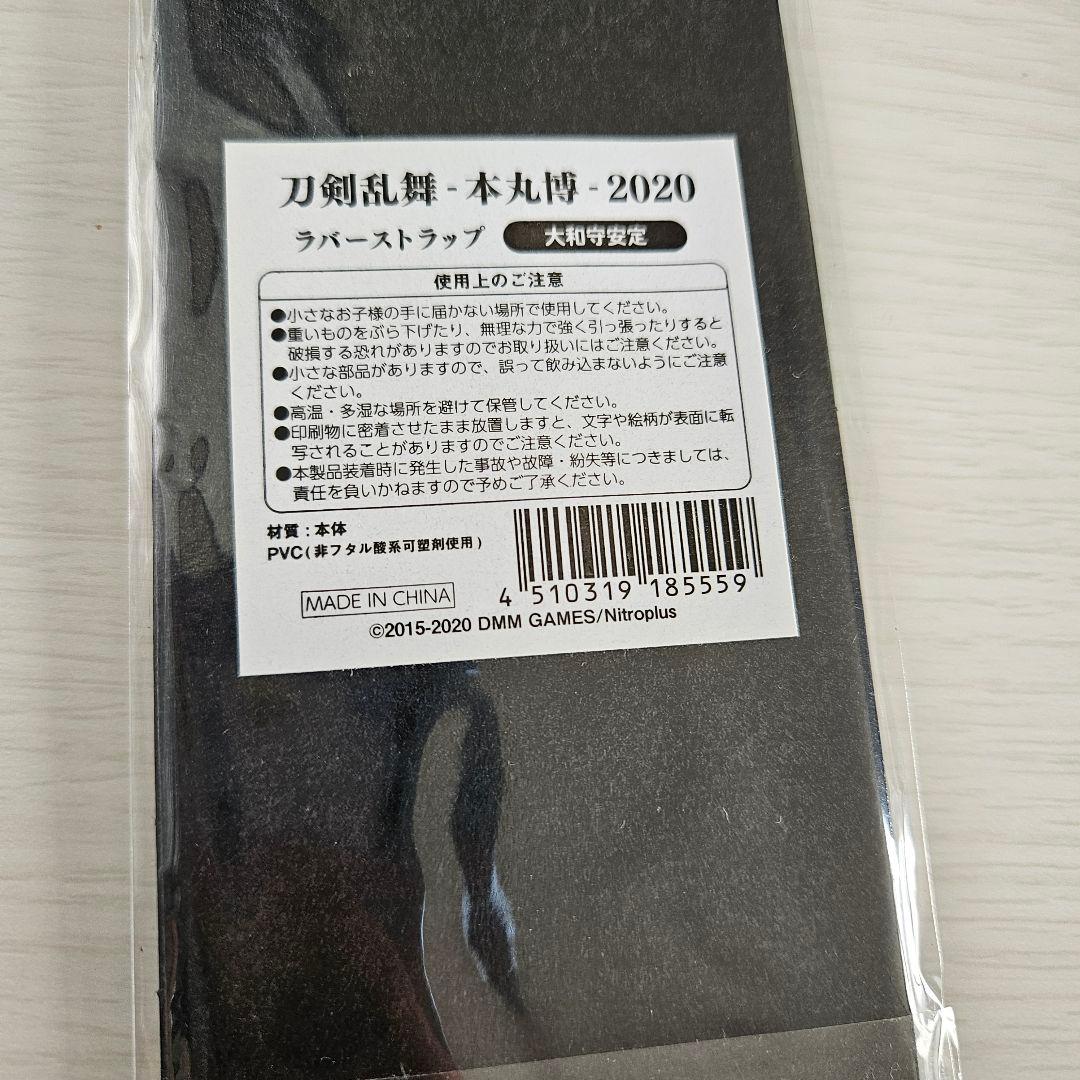 刀剣乱舞-本丸博-2020
ラバーストラップ 大和守安定
使用上のご注意
●小さなお子様の手に届かない場所で使用してください。
●重いものをぶら下げたり、無理な力で強く引っ張ったりすると
破損する恐れがありますのでお取り扱いにはご注意ください。
●小さな部品がありますので、誤って飲み込まないようにご注意
ください。
●高温・多湿な場所を避けて保管してください。
●印刷物に密着させたまま放置しますと、文字や絵柄が表面に転
写されることがありますのでご注意ください。
●本製品装着時に発生した事故や故障・紛失等につきましては、
責任を負いかねますので予めご了承ください。
材質：本体
PVC(非フタル酸系可塑剤使用)
MADE IN CHINA
4 510319 185559
©2015-2020 DMM GAMES/Nitroplus